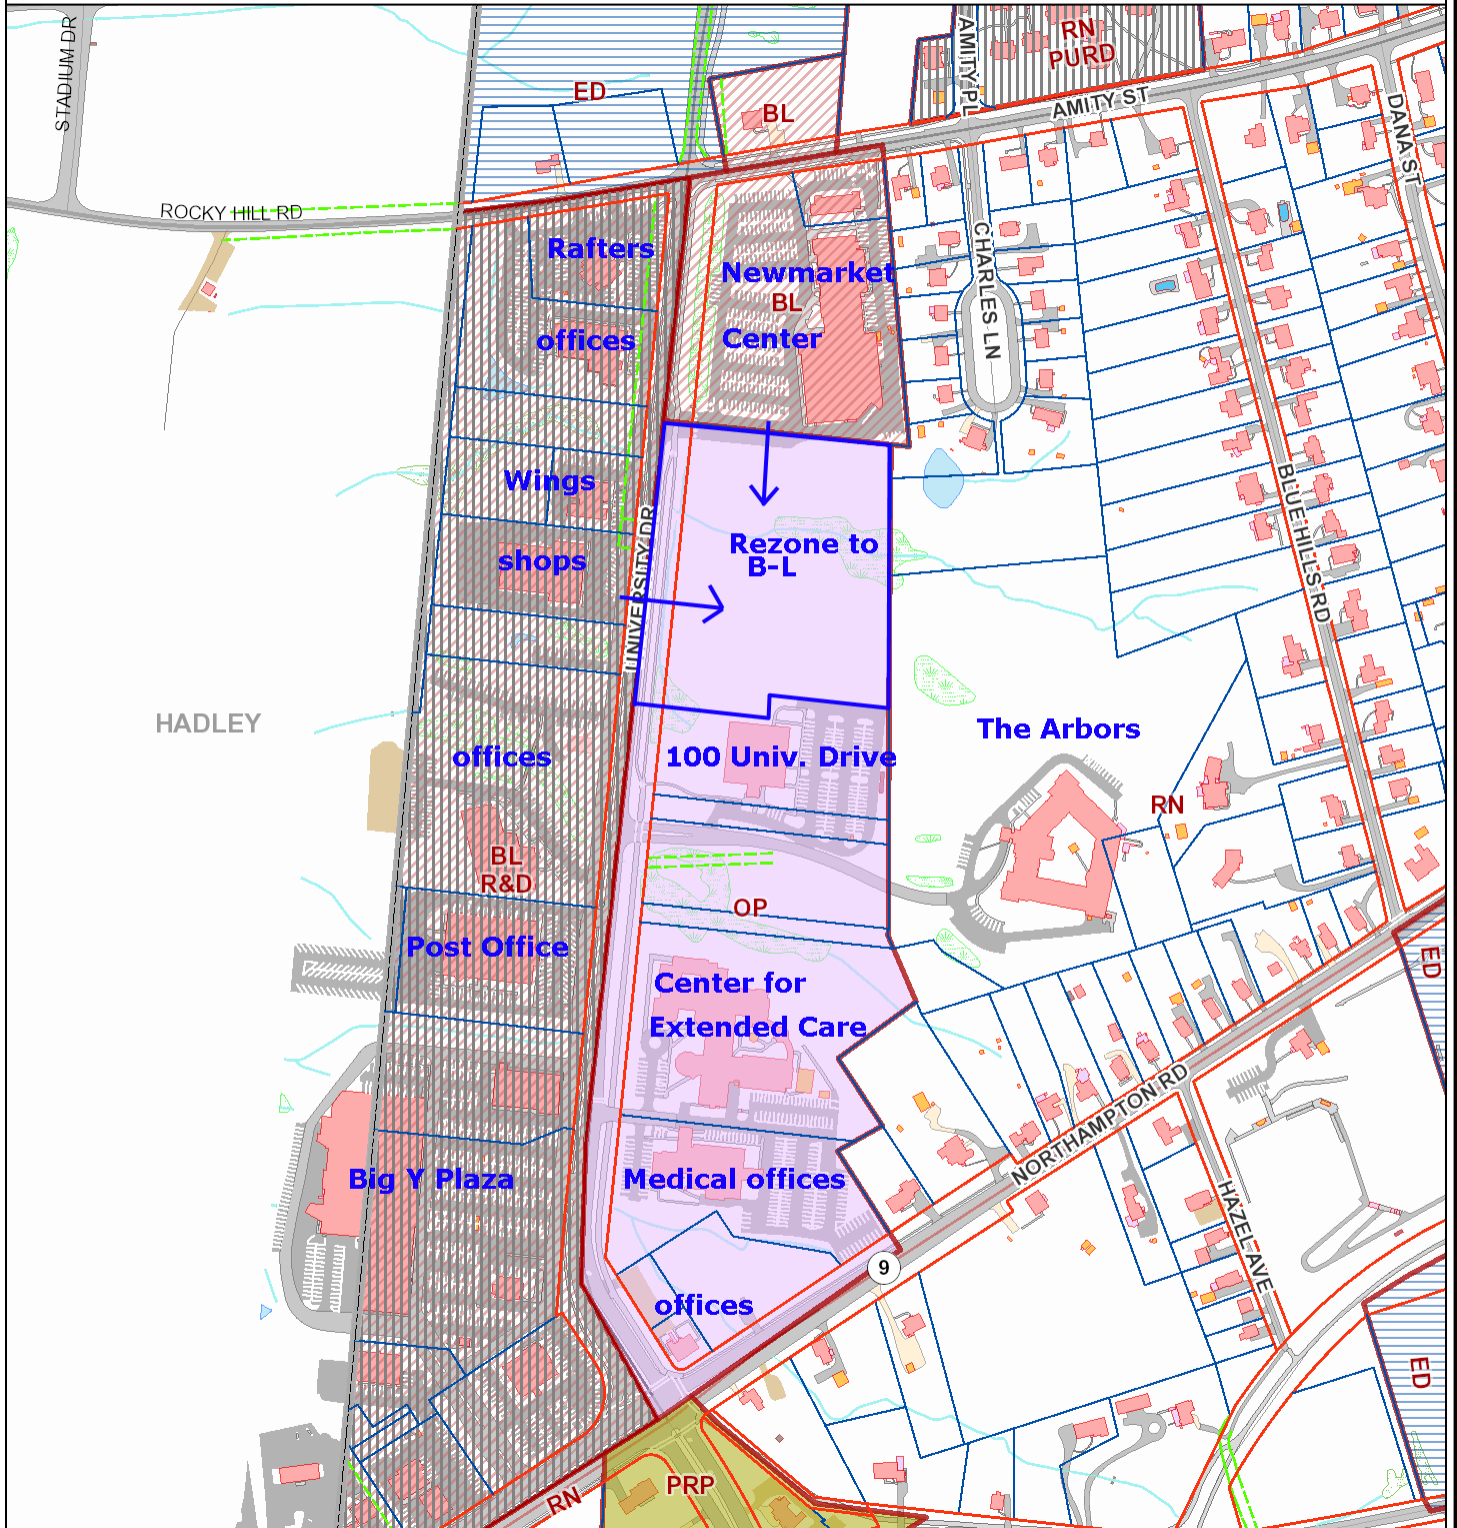 STADIUM DR
AMITY PL
RN
PURD
ED
BL
AMITY ST
DANA ST
ROCKY HILL RD
Rafters
Newmarket
BL
Center
offices
CHARLES LN
Wings
shops
UNIVERSITY DR
Rezone to
B-L
BLUE HILLS RD
HADLEY
offices
100 Univ. Drive
The Arbors
RN
BL
R&D
OP
Post Office
Center for
Extended Care
ED
NORTHAMPTON RD
Big Y Plaza
Medical offices
HAZEL AVE
9
offices
ED
PRP
RN